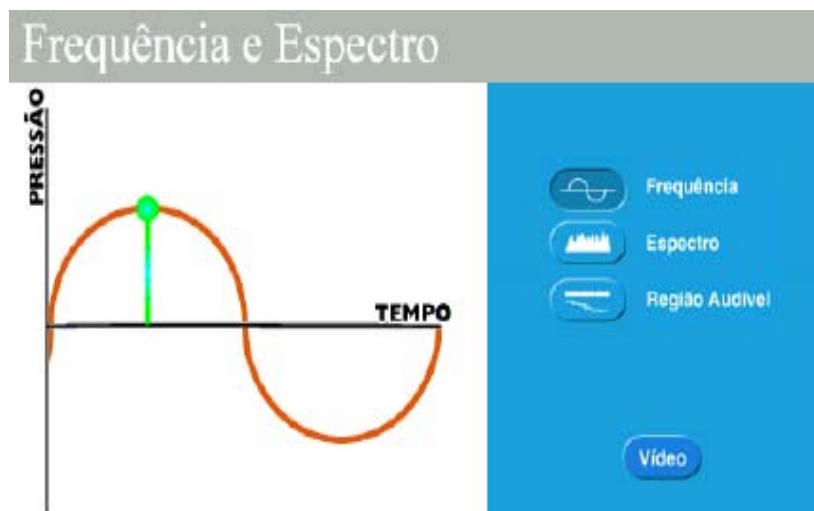 Frequência e Espectro
PRESSÃO
TEMPO
Frequência
Espectro
Região Audível
Vídeo